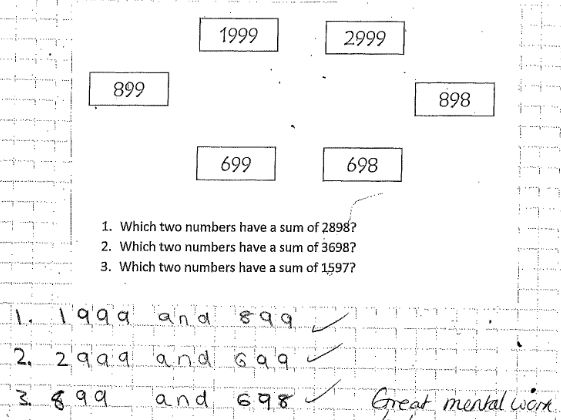 1999 2999
899 898
699 698
1. Which two numbers have a sum of 2898?
2. Which two numbers have a sum of 3698?
3. Which two numbers have a sum of 1597?
1. 1999 and 899 ✓
2. 2999 and 699 ✓
3. 899 and 698 ✓ Great mental work.